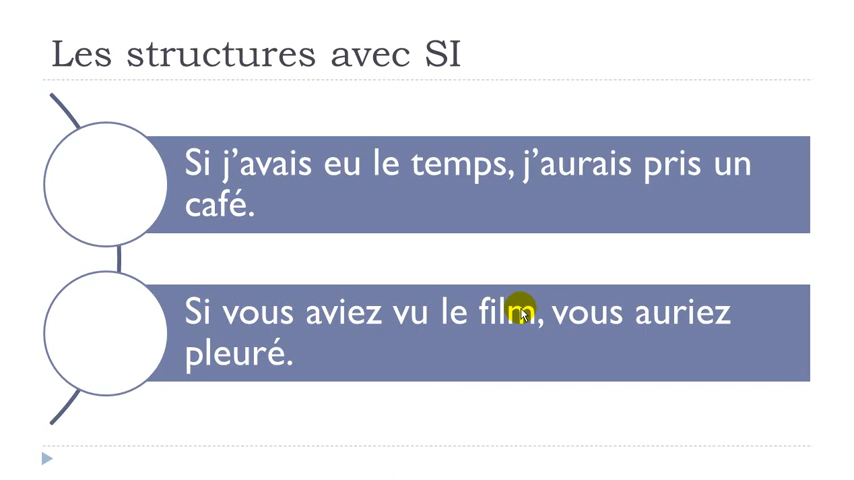 Les structures avec SI
Si j’avais eu le temps, j’aurais pris un
café.
Si vous aviez vu le film, vous auriez
pleuré.